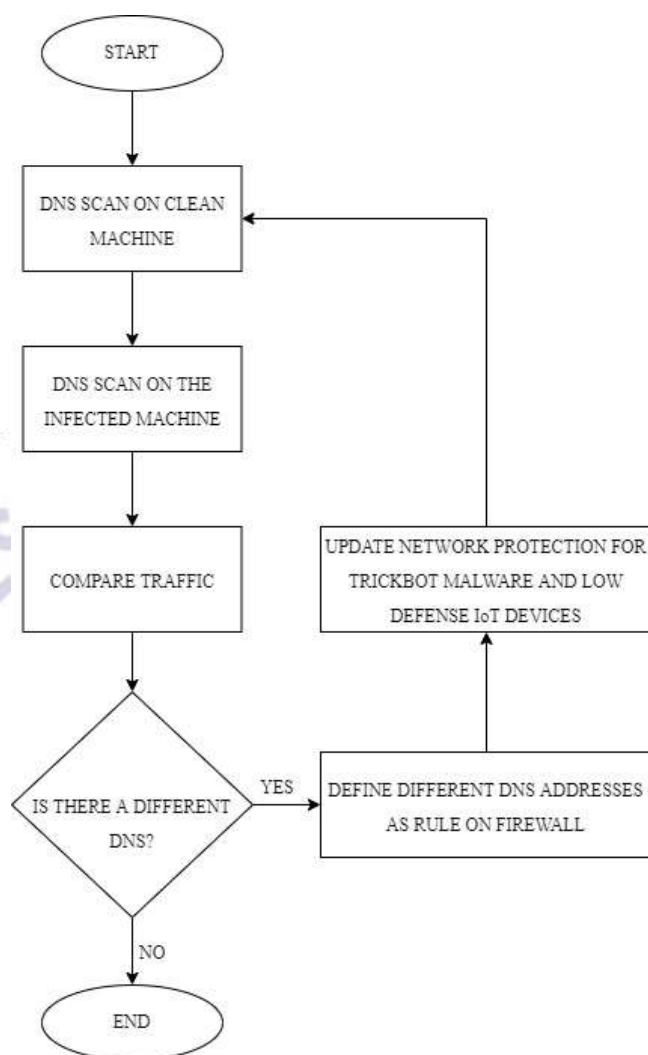 START
DNS SCAN ON CLEAN
MACHINE
DNS SCAN ON THE
INFECTED MACHINE
COMPARE TRAFFIC
UPDATE NETWORK PROTECTION FOR
TRICKBOT MALWARE AND LOW
DEFENSE IoT DEVICES
IS THERE A DIFFERENT
DNS?
YES
DEFINE DIFFERENT DNS ADDRESSES
AS RULE ON FIREWALL
NO
END